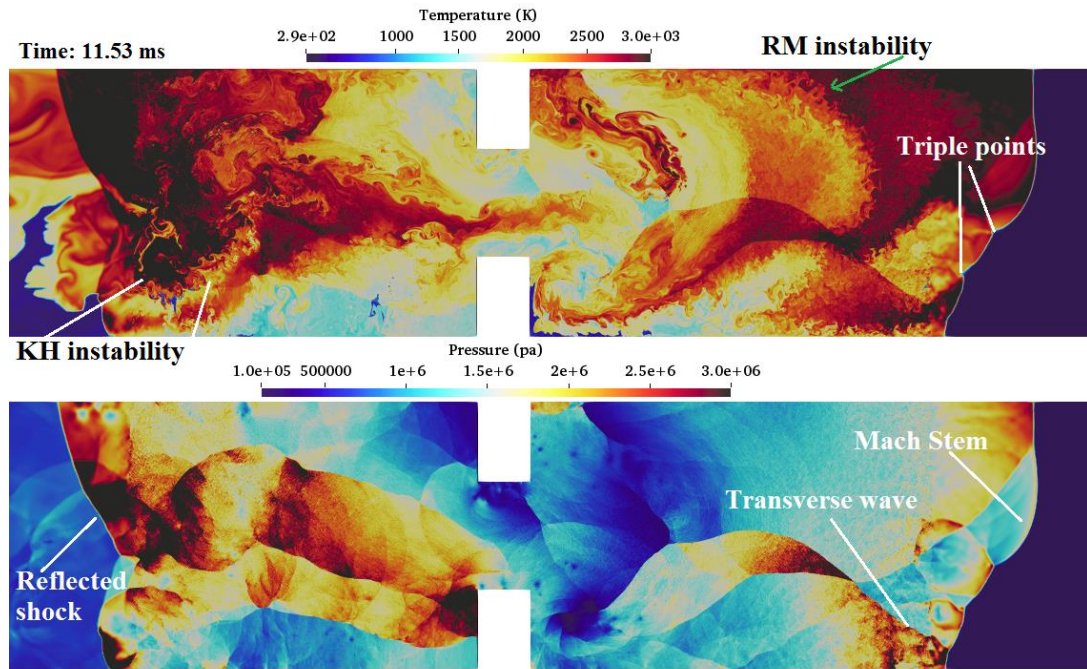 Temperature (K)
Time: 11.53 ms
2.9e+02 1000 1500 2000 2500 3.0e+03
RM instability
Triple points
KH instability
Pressure (pa)
1.0e+05 500000 1e+6 1.5e+6 2e+6 2.5e+6 3.0e+06
Mach Stem
Transverse wave
Reflected
shock